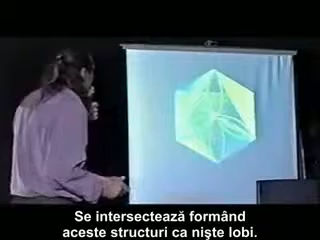 Se intersectează formând
aceste structuri ca nişte lobi.